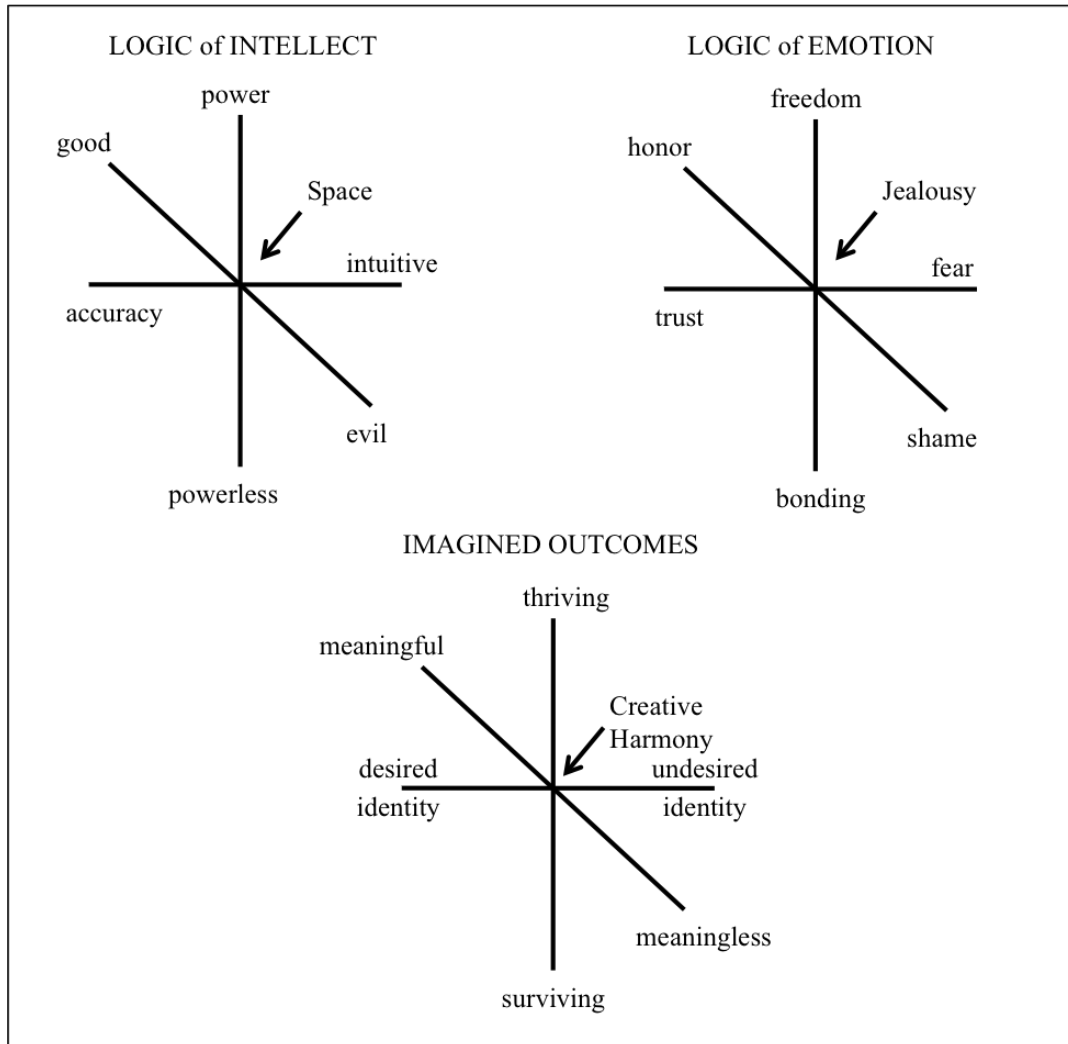 LOGIC of INTELLECT
power
good
Space
intuitive
accuracy
evil
powerless
LOGIC of EMOTION
freedom
honor
Jealousy
fear
trust
shame
bonding
IMAGINED OUTCOMES
thriving
meaningful
Creative
Harmony
desired
identity
undesired
identity
meaningless
surviving